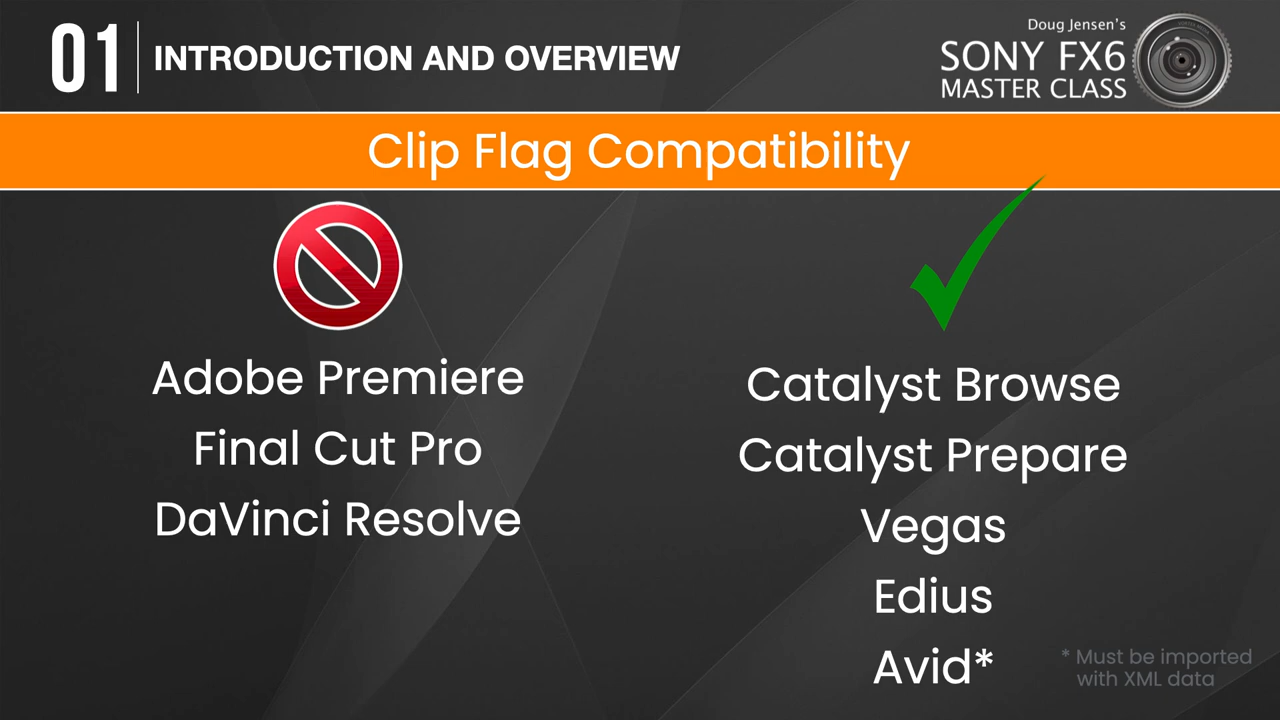 01
INTRODUCTION AND OVERVIEW
Doug Jensen's
SONY FX6
MASTER CLASS
Clip Flag Compatibility
Adobe Premiere
Final Cut Pro
DaVinci Resolve
Catalyst Browse
Catalyst Prepare
Vegas
Edius
Avid*
* Must be imported
with XML data